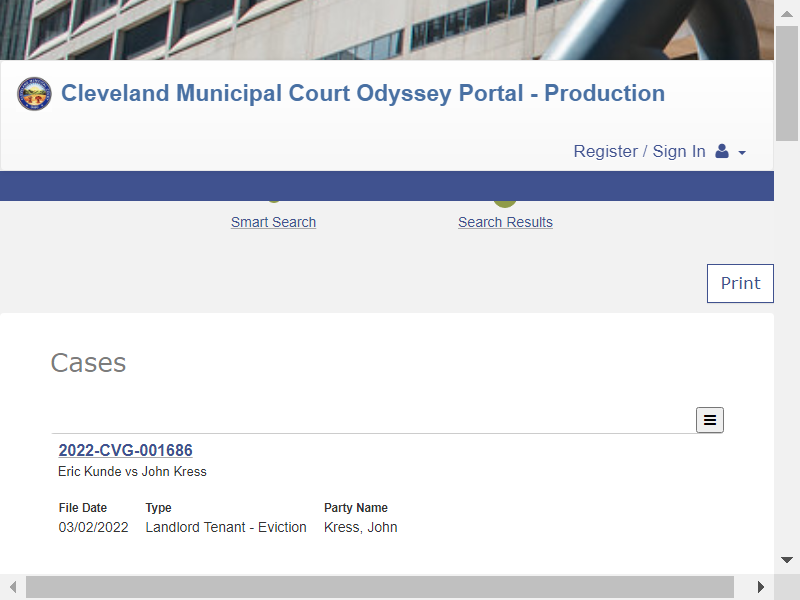 Cleveland Municipal Court Odyssey Portal - Production
Register / Sign In
Smart Search
Search Results
Print
Cases
2022-CVG-001686
Eric Kunde vs John Kress
File Date
Type
Party Name
03/02/2022
Landlord Tenant - Eviction
Kress, John